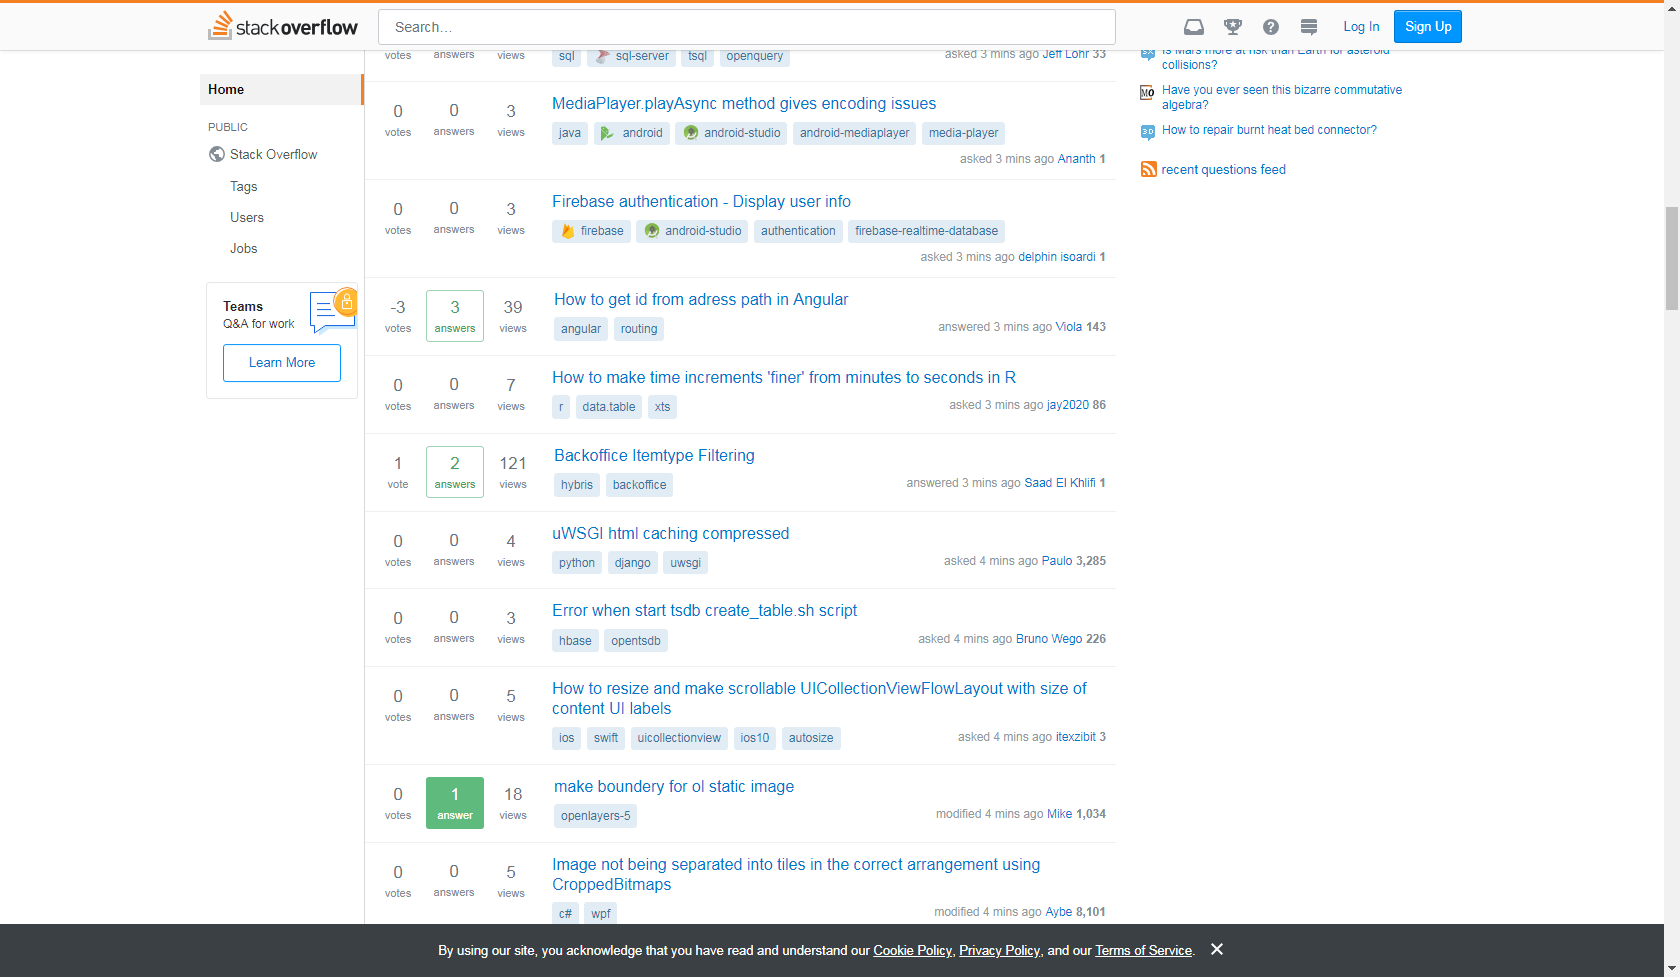 stackoverflow
Search...
Log In
Sign Up
Home
PUBLIC
Stack Overflow
Tags
Users
Jobs
Teams
Q&A for work
Learn More
votes answers views
sql sql-server tsql openquery
asked 3 mins ago Jeff Lohr 33
0 votes 0 answers 3 views
MediaPlayer.playAsync method gives encoding issues
java android android-studio android-mediaplayer media-player
asked 3 mins ago Ananth 1
0 votes 0 answers 3 views
Firebase authentication - Display user info
firebase android-studio authentication firebase-realtime-database
asked 3 mins ago delphin isoardi 1
-3 votes 3 answers 39 views
How to get id from adress path in Angular
angular routing
answered 3 mins ago Viola 143
0 votes 0 answers 7 views
How to make time increments 'finer' from minutes to seconds in R
r data.table xts
asked 3 mins ago jay2020 86
1 vote 2 answers 121 views
Backoffice Itemtype Filtering
hybris backoffice
answered 3 mins ago Saad El Khlifi 1
0 votes 0 answers 4 views
uWSGI html caching compressed
python django uwsgi
asked 4 mins ago Paulo 3,285
0 votes 0 answers 3 views
Error when start tsdb create_table.sh script
hbase opentsdb
asked 4 mins ago Bruno Wego 226
0 votes 0 answers 5 views
How to resize and make scrollable UICollectionViewFlowLayout with size of
content UI labels
ios swift uicollectionview ios10 autosize
asked 4 mins ago itexzibit 3
0 votes 1 answer 18 views
make boundery for ol static image
openlayers-5
modified 4 mins ago Mike 1,034
0 votes 0 answers 5 views
Image not being separated into tiles in the correct arrangement using
CroppedBitmaps
c# wpf
modified 4 mins ago Aybe 8,101
Is Mars more at risk than Earth for asteroid
collisions?
MO Have you ever seen this bizarre commutative
algebra?
3D How to repair burnt heat bed connector?
recent questions feed
By using our site, you acknowledge that you have read and understand our Cookie Policy, Privacy Policy, and our Terms of Service.